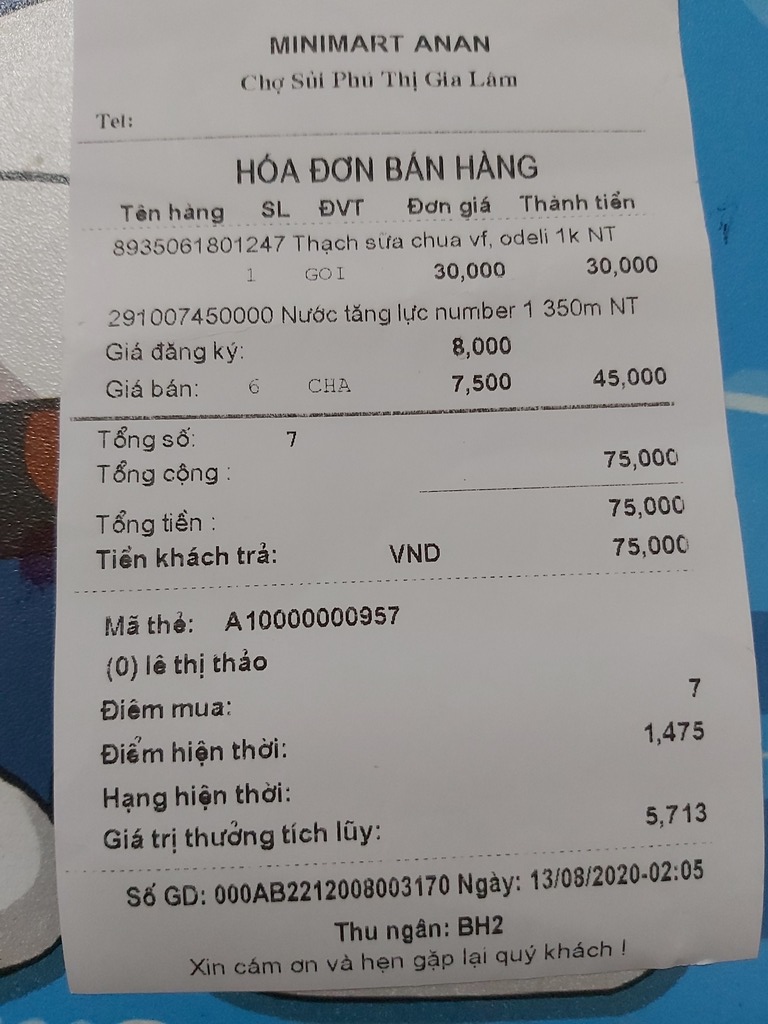 MINIMART ANAN
Chợ Sủi Phú Thị Gia Lâm
Tel:
HÓA ĐƠN BÁN HÀNG
Tên hàng SL ĐVT Đơn giá Thành tiền
8935061801247 Thạch sữa chua vf, odeli 1k NT
1 GOI 30,000 30,000
291007450000 Nước tăng lực number 1 350m NT
Giá đăng ký: 8,000
Giá bán: 6 CHA 7,500 45,000
Tổng số: 7
Tổng cộng : 75,000
Tổng tiền : 75,000
Tiền khách trả: VND 75,000
Mã thẻ: A10000000957
(0) lê thị thảo
Điểm mua: 7
Điểm hiện thời: 1,475
Hạng hiện thời:
Giá trị thưởng tích lũy: 5,713
Số GD: 000AB2212008003170 Ngày: 13/08/2020-02:05
Thu ngân: BH2
Xin cám ơn và hẹn gặp lại quý khách !